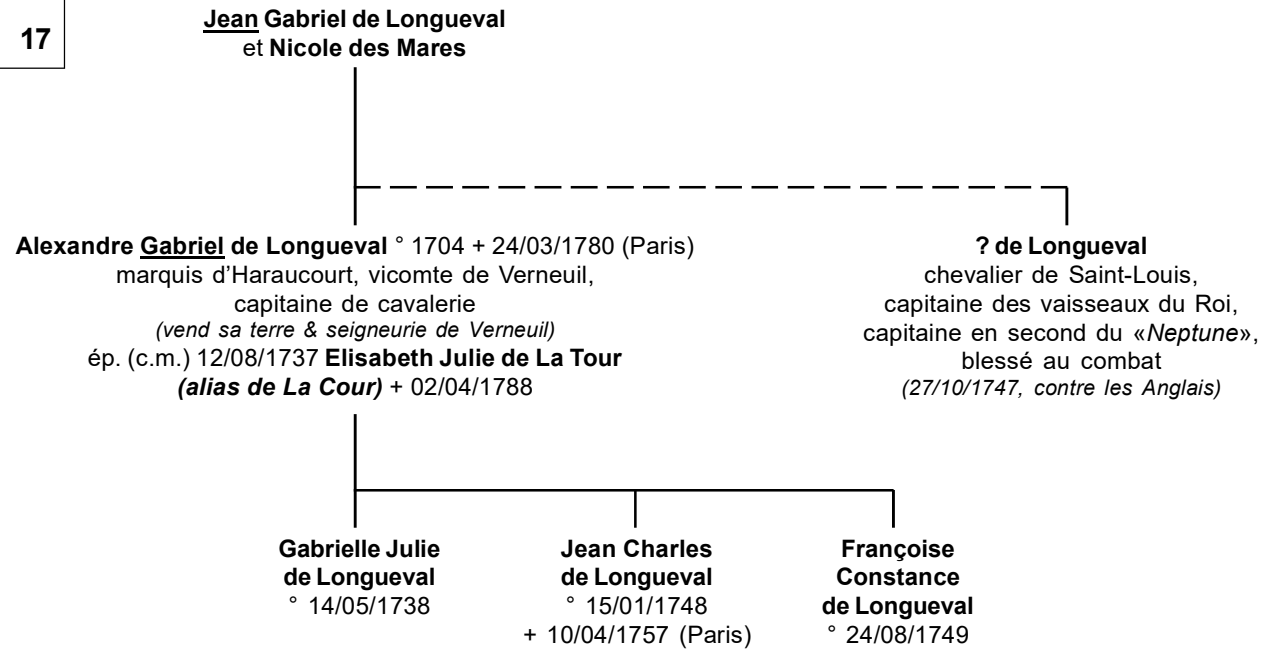 17
Jean Gabriel de Longueval
et Nicole des Mares
Alexandre Gabriel de Longueval ° 1704 + 24/03/1780 (Paris)
marquis d’Haraucourt, vicomte de Verneuil,
capitaine de cavalerie
(vend sa terre & seigneurie de Verneuil)
ép. (c.m.) 12/08/1737 Elisabeth Julie de La Tour
(alias de La Cour) + 02/04/1788
? de Longueval
chevalier de Saint-Louis,
capitaine des vaisseaux du Roi,
capitaine en second du «Neptune»,
blessé au combat
(27/10/1747, contre les Anglais)
Gabrielle Julie
de Longueval
° 14/05/1738
Jean Charles
de Longueval
° 15/01/1748
+ 10/04/1757 (Paris)
Françoise
Constance
de Longueval
° 24/08/1749